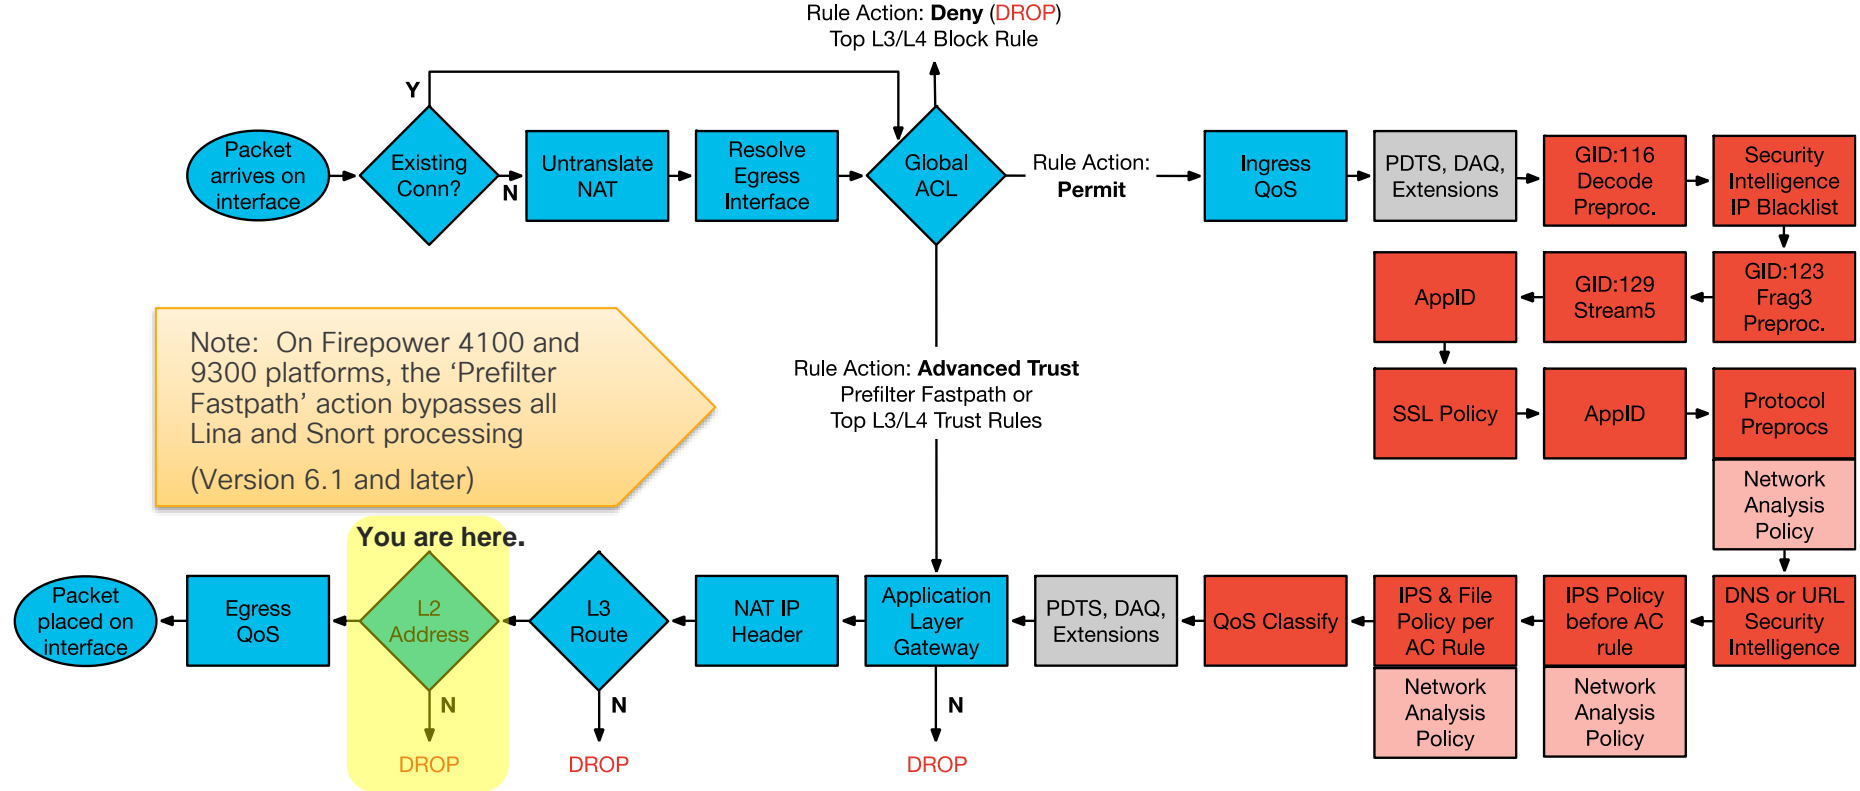 Rule Action: Deny (DROP)
Top L3/L4 Block Rule
Y
Packet
arrives on
interface
Existing
Conn?
N
Untranslate
NAT
Resolve
Egress
Interface
Global
ACL
Rule Action:
Permit
Ingress
QoS
PDTS, DAQ,
Extensions
GID:116
Decode
Preproc.
Security
Intelligence
IP Blacklist
AppID
GID:129
Stream5
GID:123
Frag3
Preproc.
Note: On Firepower 4100 and
9300 platforms, the ‘Prefilter
Fastpath’ action bypasses all
Lina and Snort processing
(Version 6.1 and later)
Rule Action: Advanced Trust
Prefilter Fastpath or
Top L3/L4 Trust Rules
SSL Policy
AppID
Protocol
Preprocs
Network
Analysis
Policy
You are here.
Packet
placed on
interface
Egress
QoS
L2
Address
L3
Route
NAT IP
Header
Application
Layer
Gateway
PDTS, DAQ,
Extensions
QoS Classify
IPS & File
Policy per
AC Rule
IPS Policy
before AC
rule
DNS or URL
Security
Intelligence
N
N
N
Network
Analysis
Policy
Network
Analysis
Policy
DROP
DROP
DROP